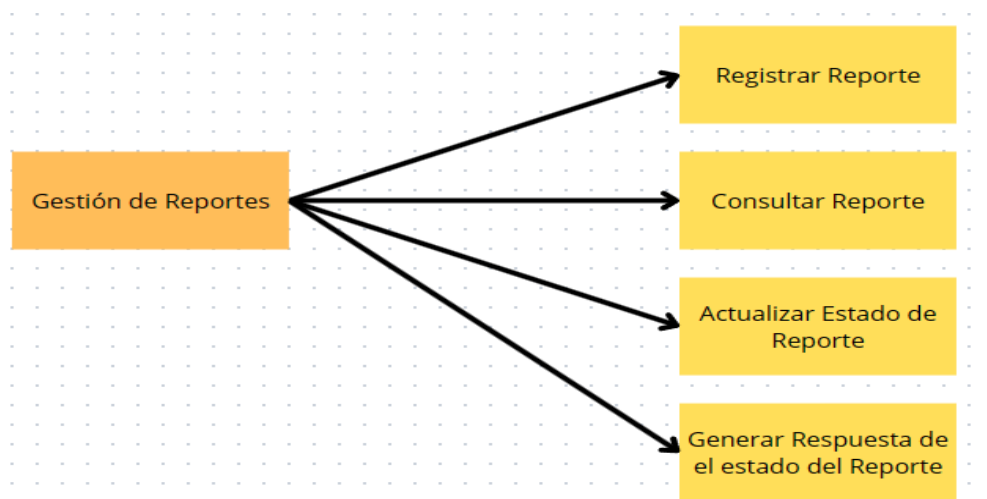 Registrar Reporte
Gestión de Reportes
Consultar Reporte
Actualizar Estado de
Reporte
Generar Respuesta de
el estado del Reporte